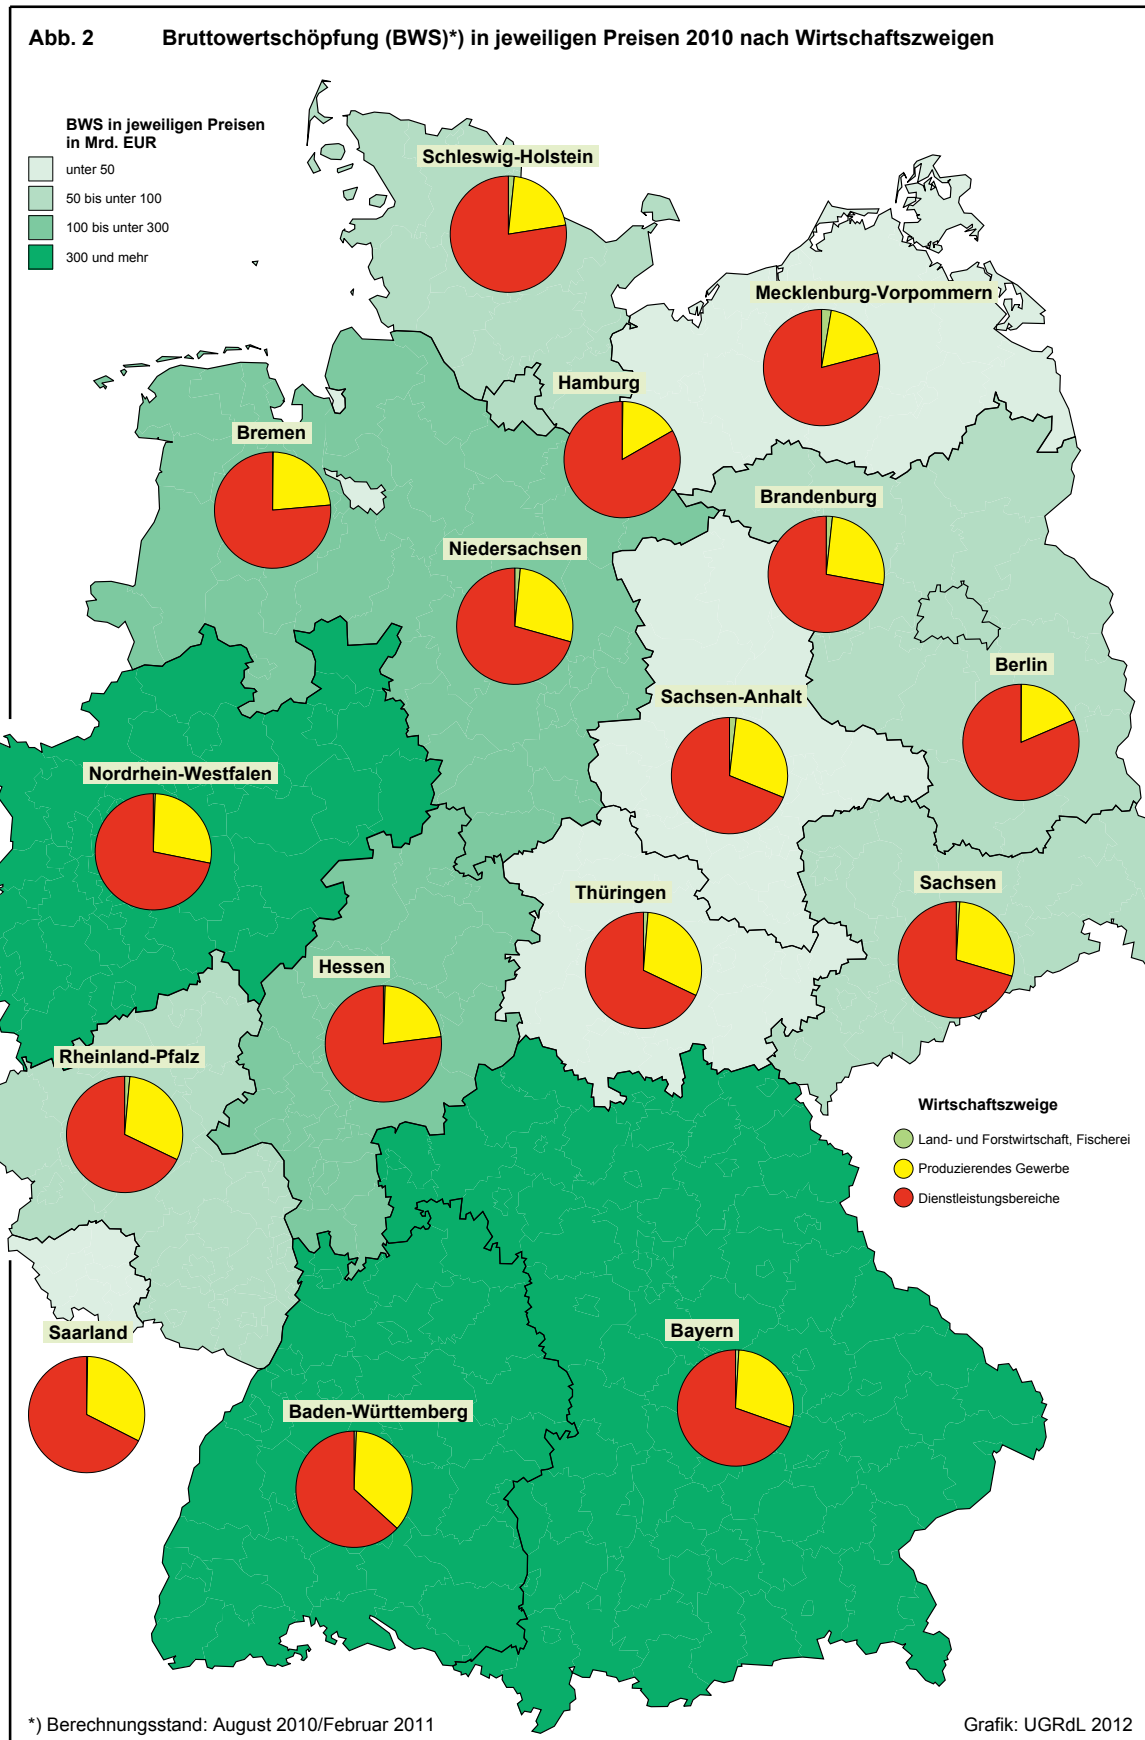 Abb. 2 Bruttowertschöpfung (BWS)*) in jeweiligen Preisen 2010 nach Wirtschaftszweigen
BWS in jeweiligen Preisen
in Mrd. EUR
unter 50
50 bis unter 100
100 bis unter 300
300 und mehr
Schleswig-Holstein
Mecklenburg-Vorpommern
Hamburg
Bremen
Brandenburg
Niedersachsen
Berlin
Sachsen-Anhalt
Nordrhein-Westfalen
Sachsen
Thüringen
Hessen
Rheinland-Pfalz
Wirtschaftszweige
Land- und Forstwirtschaft, Fischerei
Produzierendes Gewerbe
Dienstleistungsbereiche
Saarland
Bayern
Baden-Württemberg
*) Berechnungsstand: August 2010/Februar 2011
Grafik: UGRdL 2012